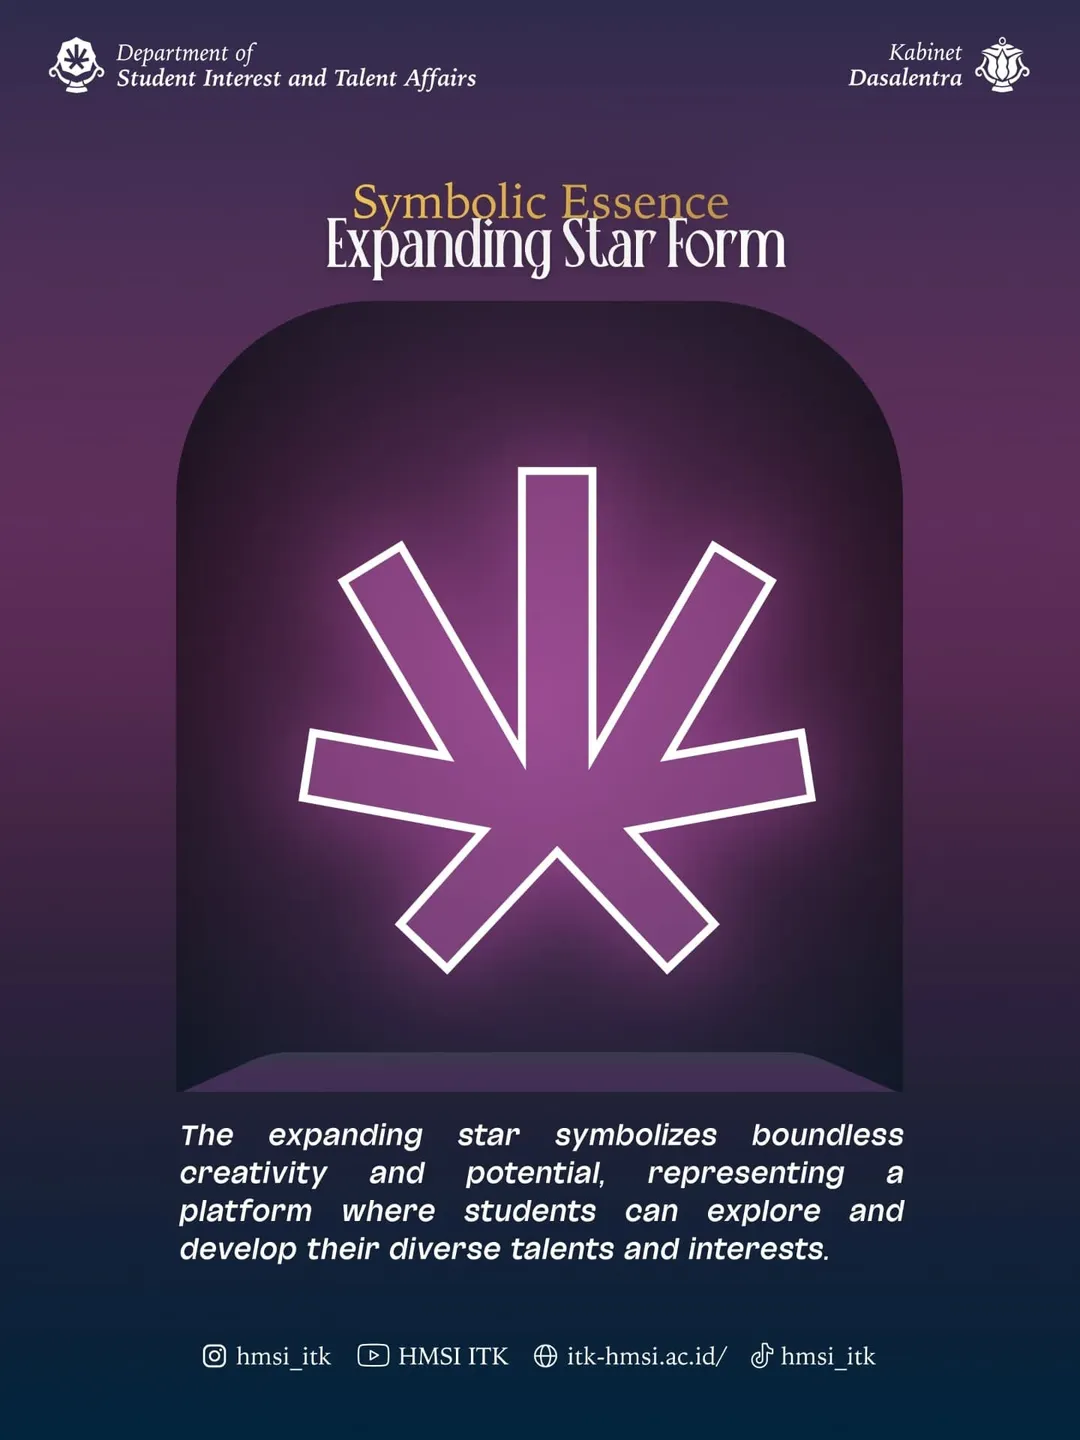 Department of
Student Interest and Talent Affairs
Kabinet
Dasalentra
Symbolic Essence
Expanding Star Form
The expanding star symbolizes boundless
creativity and potential, representing a
platform where students can explore and
develop their diverse talents and interests.
hmsi_itk HMSI ITK itk-hmsi.ac.id/ hmsi_itk